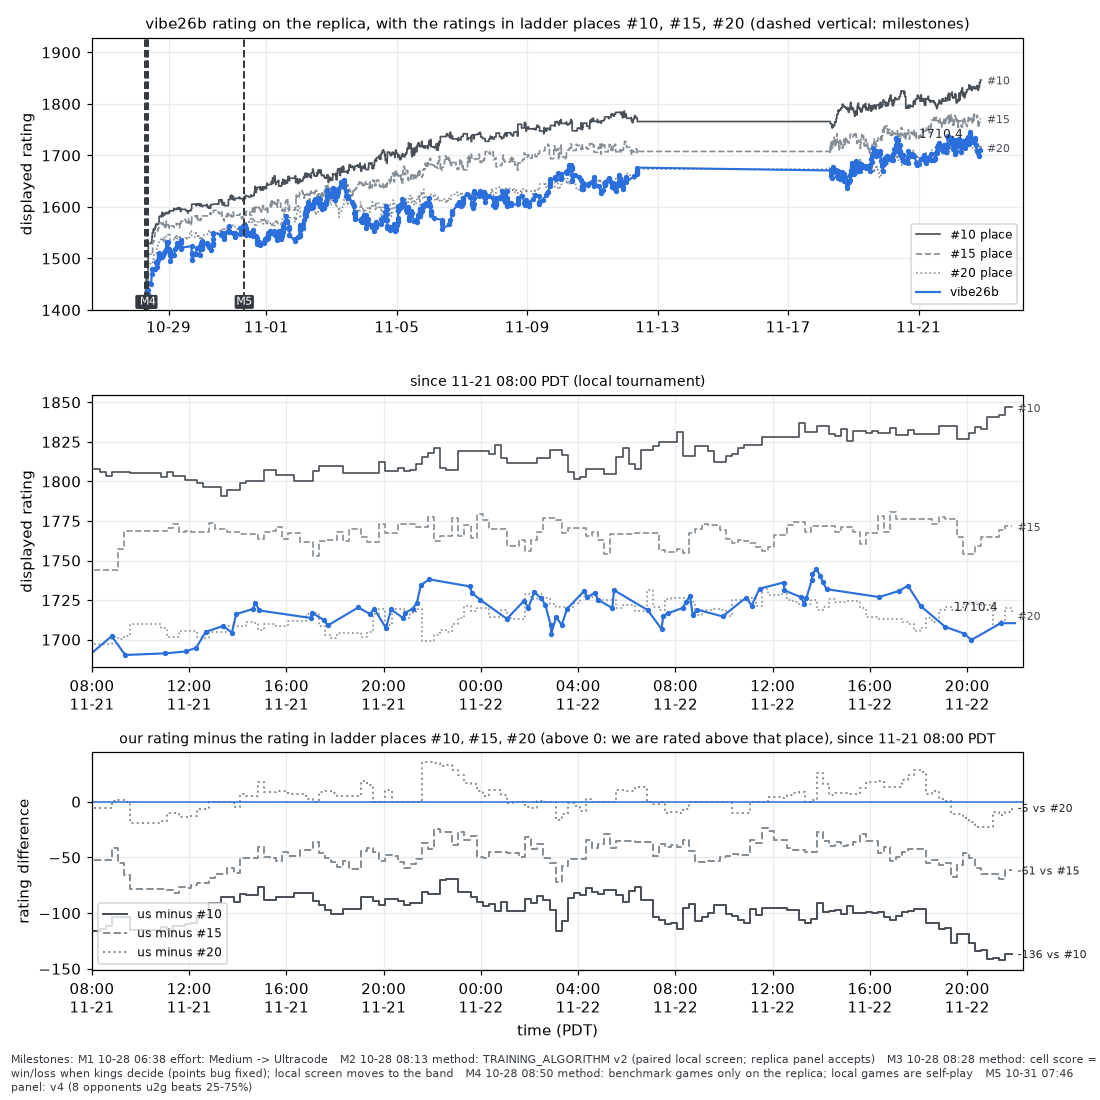 vibe26b rating on the replica, with the ratings in ladder places #10, #15, #20 (dashed vertical: milestones)
displayed rating
1900
1800
1700
1600
1500
1400
#10
#15
1710.4
#20
#10 place
#15 place
#20 place
vibe26b
M4
M5
10-29
11-01
11-05
11-09
11-13
11-17
11-21
since 11-21 08:00 PDT (local tournament)
displayed rating
1850
1825
1800
1775
1750
1725
1700
#10
#15
1710.4
#20
08:00 12:00 16:00 20:00 00:00 04:00 08:00 12:00 16:00 20:00
11-21 11-21 11-21 11-21 11-22 11-22 11-22 11-22 11-22 11-22
our rating minus the rating in ladder places #10, #15, #20 (above 0: we are rated above that place), since 11-21 08:00 PDT
rating difference
0
−50
−100
−150
-5 vs #20
-61 vs #15
-136 vs #10
us minus #10
us minus #15
us minus #20
08:00 12:00 16:00 20:00 00:00 04:00 08:00 12:00 16:00 20:00
11-21 11-21 11-21 11-21 11-22 11-22 11-22 11-22 11-22 11-22
time (PDT)
Milestones: M1 10-28 06:38 effort: Medium -> Ultracode M2 10-28 08:13 method: TRAINING_ALGORITHM v2 (paired local screen; replica panel accepts) M3 10-28 08:28 method: cell score =
win/loss when kings decide (points bug fixed); local screen moves to the band M4 10-28 08:50 method: benchmark games only on the replica; local games are self-play M5 10-31 07:46
panel: v4 (8 opponents u2g beats 25-75%)